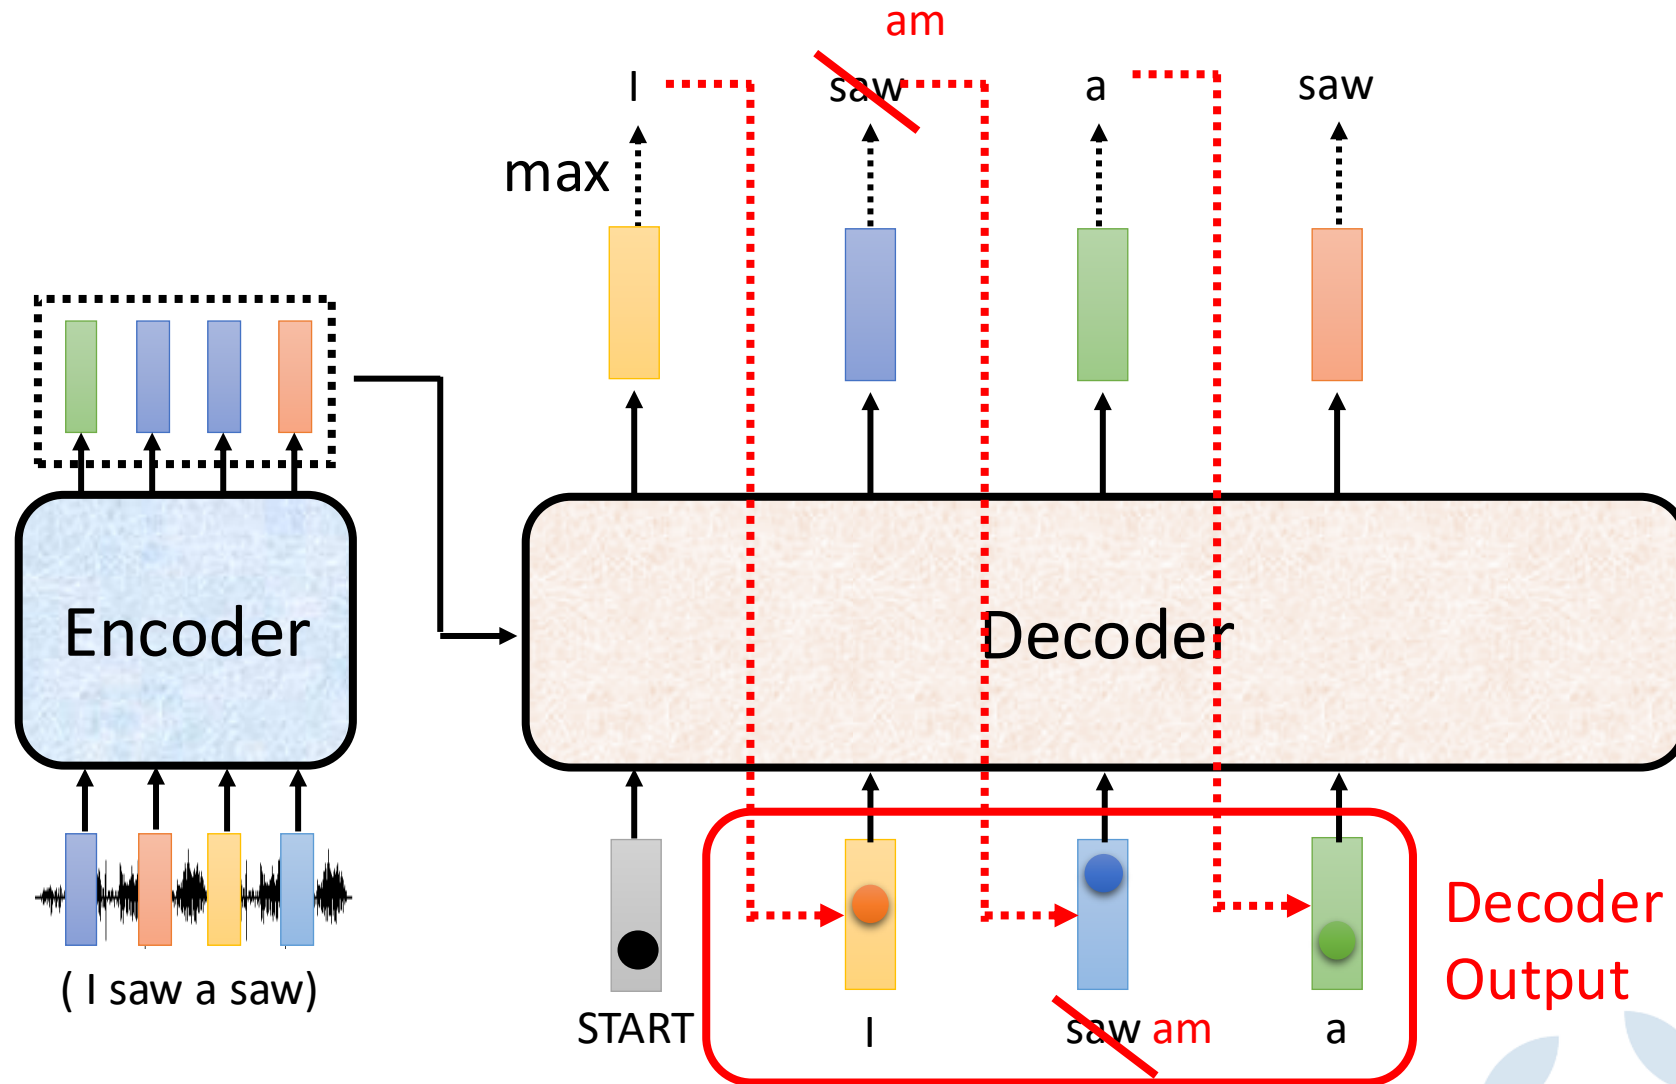 am
I saw a saw
max
Encoder
Decoder
( I saw a saw)
START I saw am a
Decoder
Output